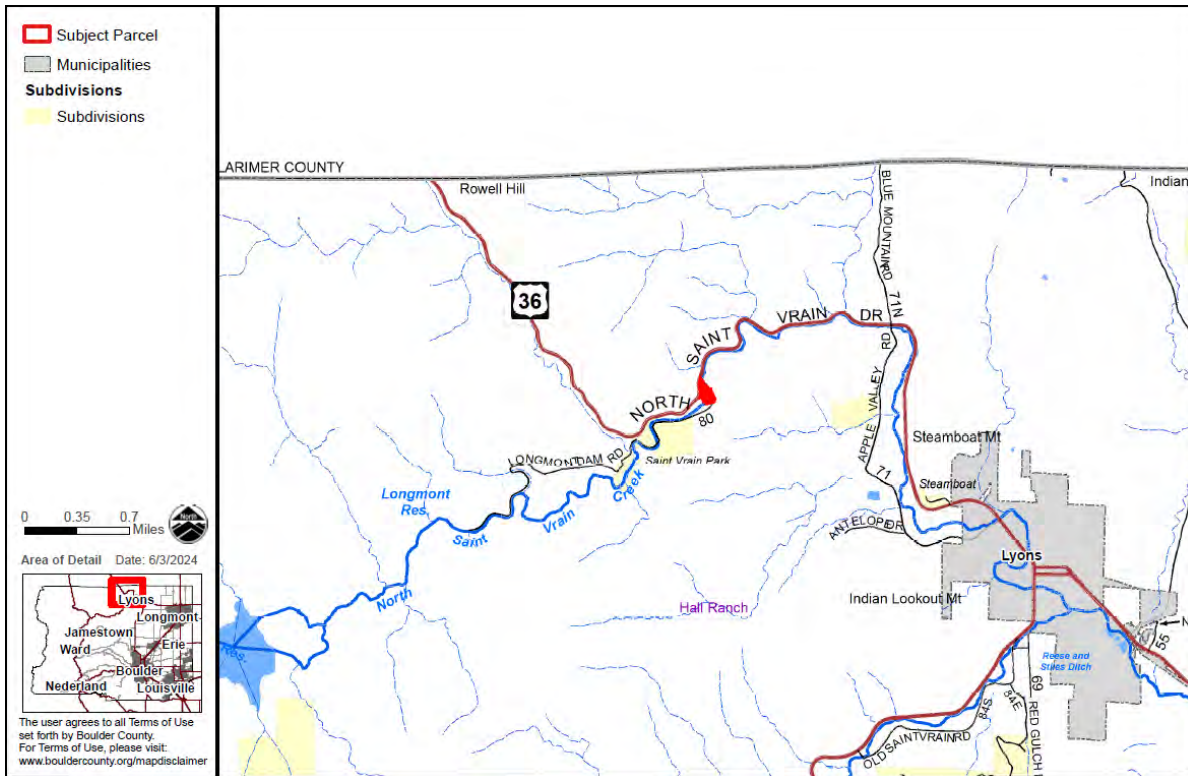 Subject Parcel
Municipalities
Subdivisions
Subdivisions
0 0.35 0.7
Miles
North
Area of Detail Date: 6/3/2024
Lyons
Longmont
Jamestown
Ward
Erie
Boulder
Nederland
Louisville
The user agrees to all Terms of Use
set forth by Boulder County.
For Terms of Use, please visit:
www.bouldercounty.org/mapdisclaimer
LARIMER COUNTY
Rowell Hill
36
NORTH SAINT VRAIN DR
BLUE MOUNTAIN RD
71N
Indian
80
LONGMONT DAM RD
Saint Vrain Park
APPLE VALLEY RD
71
Steamboat Mt
Steamboat
Longmont
Res.
North Saint Vrain Creek
ANTELOPE DR
Lyons
Hall Ranch
Indian Lookout Mt
Res.
N
55
Reese and
Stiles Ditch
69
RED GULCH
84S
84E
OLD SAINT VRAIN RD